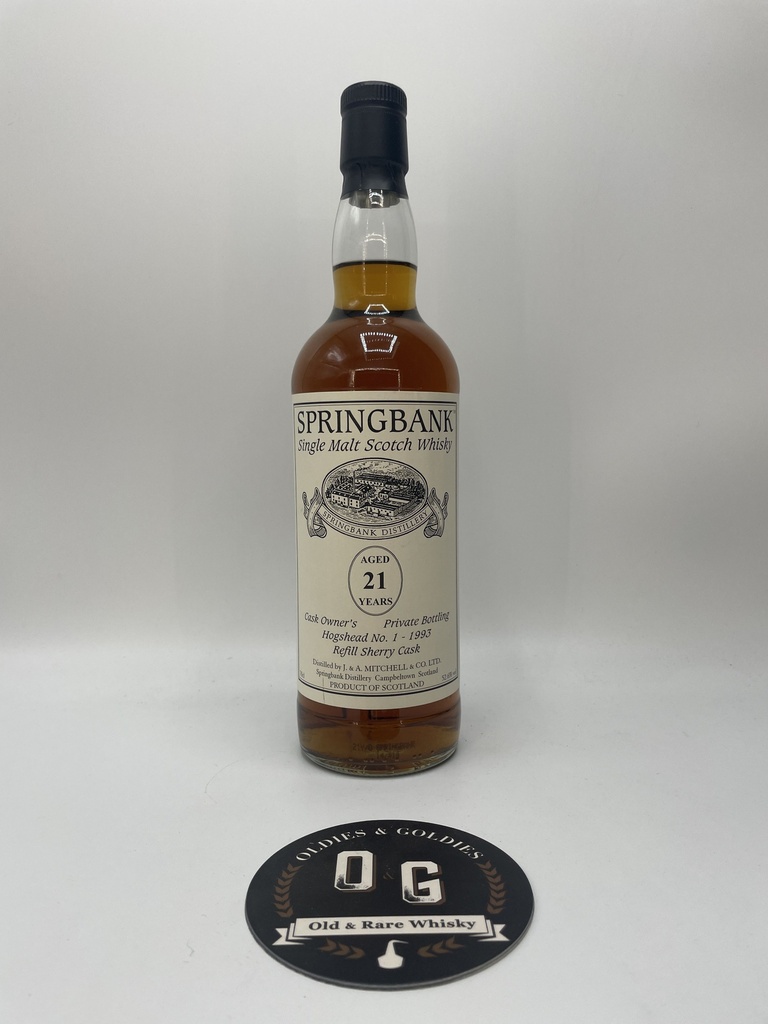 SPRINGBANK™
Single Malt Scotch Whisky
SPRINGBANK DISTILLERY
AGED
21
YEARS
Cask Owner's Private Bottling
Hogshead No. 1 - 1993
Refill Sherry Cask
Distilled by J. & A. MITCHELL & CO. LTD.
Springbank Distillery Campbeltown Scotland
PRODUCT OF SCOTLAND
OLDIES & GOLDIES
O & G
Old & Rare Whisky